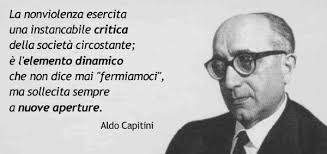 La nonviolenza esercita
una instancabile critica
della società circostante;
è l'elemento dinamico
che non dice mai "fermiamoci",
ma sollecita sempre
a nuove aperture.
Aldo Capitini